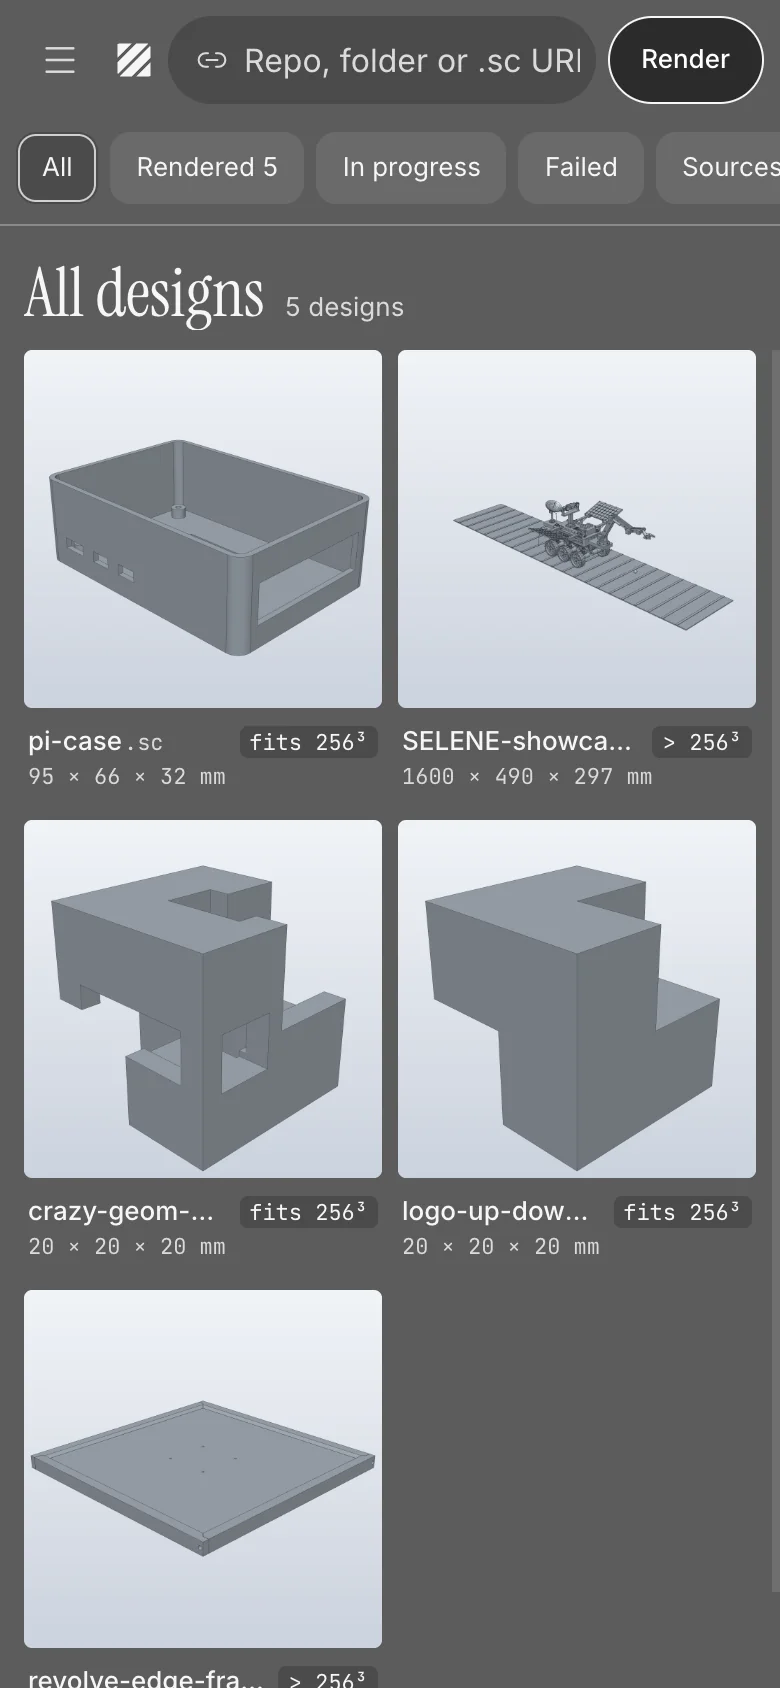 Repo, folder or .sc URl
Render
All
Rendered 5
In progress
Failed
Sources
All designs
5 designs
pi-case.sc
fits 256³
95 × 66 × 32 mm
SELENE-showca...
> 256³
1600 × 490 × 297 mm
crazy-geom-...
fits 256³
20 × 20 × 20 mm
logo-up-dow...
fits 256³
20 × 20 × 20 mm
revolve-edge-fra...
> 256³